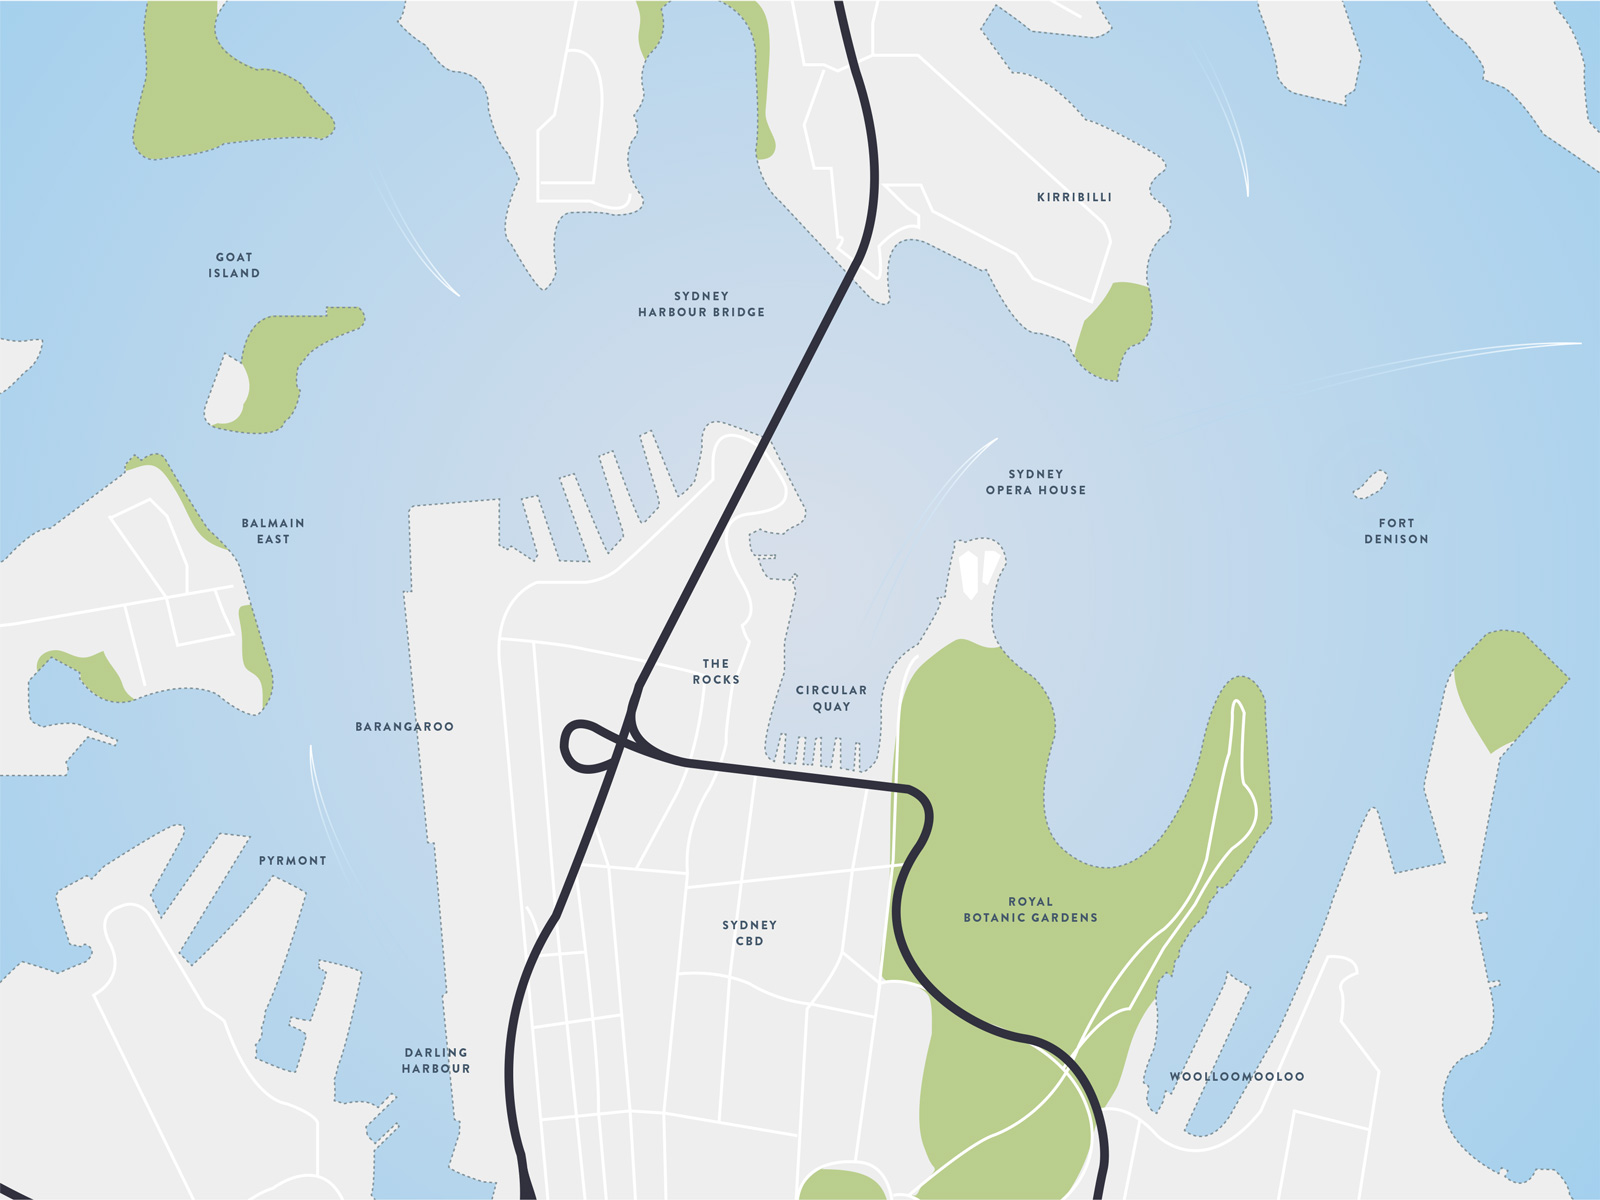 KIRRIBILLI
GOAT
ISLAND
SYDNEY
HARBOUR BRIDGE
SYDNEY
OPERA HOUSE
BALMAIN
EAST
FORT
DENISON
THE
ROCKS
CIRCULAR
QUAY
BARANGAROO
PYRMONT
ROYAL
BOTANIC GARDENS
SYDNEY
CBD
DARLING
HARBOUR
WOOLLOOMOOLOO